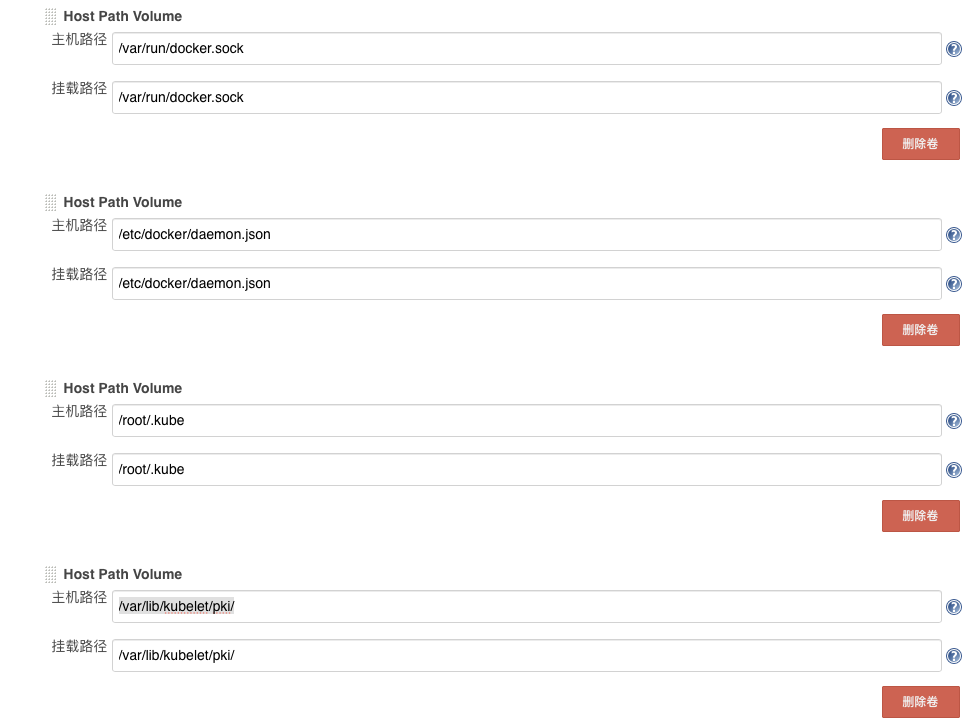 Host Path Volume
主机路径
/var/run/docker.sock
挂载路径
/var/run/docker.sock
删除卷
Host Path Volume
主机路径
/etc/docker/daemon.json
挂载路径
/etc/docker/daemon.json
删除卷
Host Path Volume
主机路径
/root/.kube
挂载路径
/root/.kube
删除卷
Host Path Volume
主机路径
/var/lib/kubelet/pki/
挂载路径
/var/lib/kubelet/pki/
删除卷